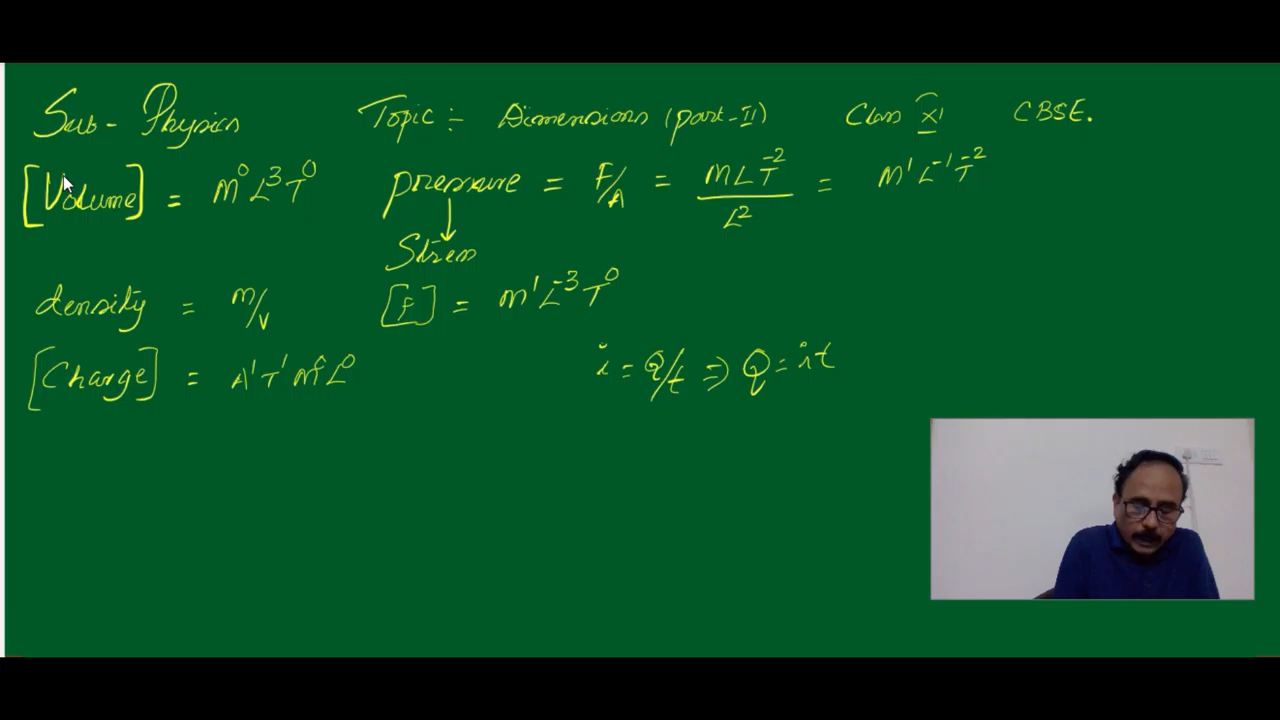 Sub - Physics Topic :- Dimensions (part-II) Class XI CBSE.
[Volume] = M⁰L³T⁰ pressure = F/A = MLT⁻²/L² = M¹L⁻¹T⁻²
Stress
density = m/v [ρ] = M¹L⁻³T⁰
[Charge] = A¹T¹M⁰L⁰ i = Q/t ⇒ Q = it